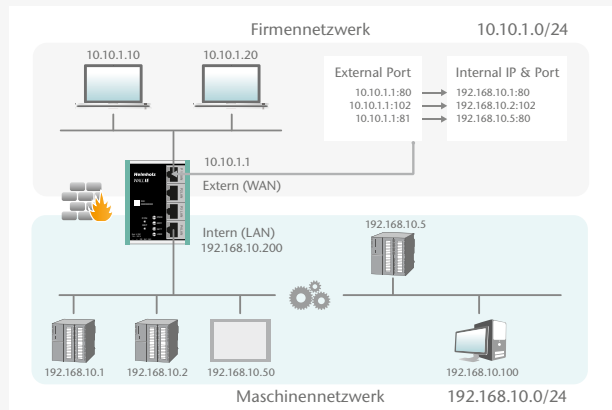 Firmennetzwerk 10.10.1.0/24
10.10.1.10 10.10.1.20
External Port Internal IP & Port
10.10.1.1:80 192.168.10.1:80
10.10.1.1:102 192.168.10.2:102
10.10.1.1:81 192.168.10.5:80
10.10.1.1
Helmholz
Extern (WAN)
Intern (LAN)
192.168.10.200
192.168.10.5
192.168.10.1 192.168.10.2 192.168.10.50 192.168.10.100
Maschinennetzwerk 192.168.10.0/24